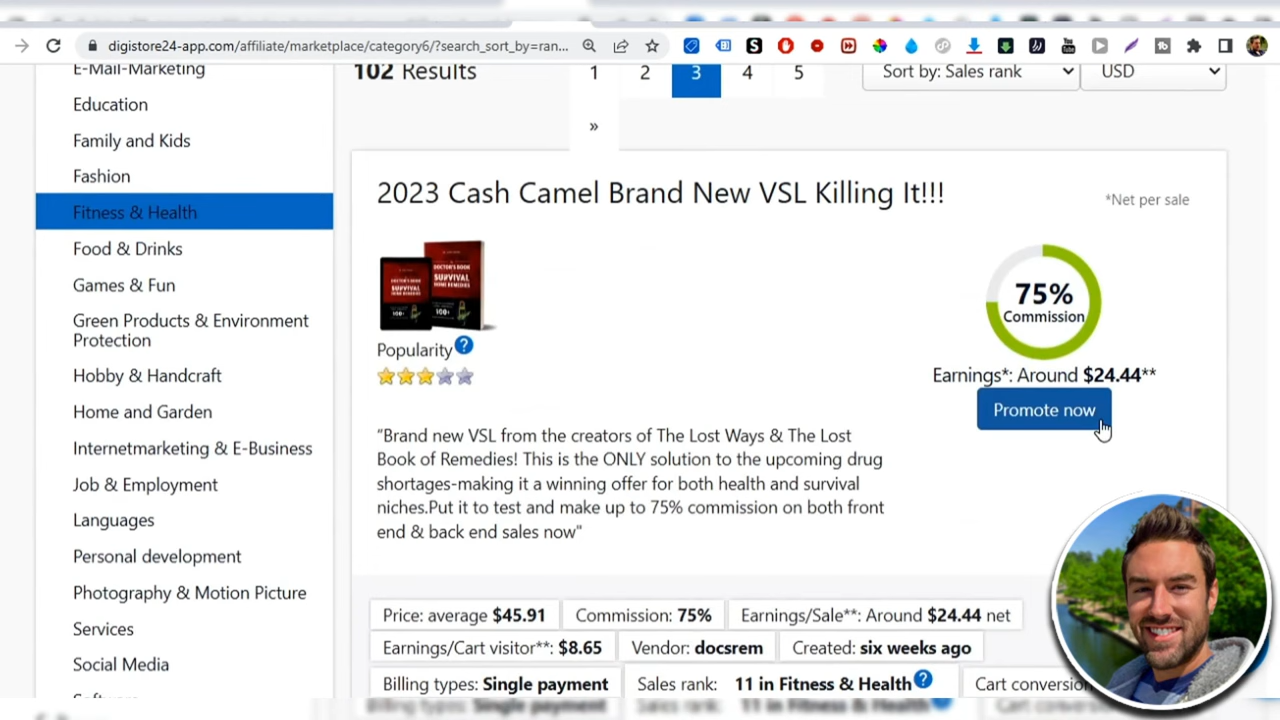 digistore24-app.com/affiliate/marketplace/category6/?search_sort_by=ran...
E-Mail-Marketing
Education
Family and Kids
Fashion
Fitness & Health
Food & Drinks
Games & Fun
Green Products & Environment
Protection
Hobby & Handcraft
Home and Garden
Internetmarketing & E-Business
Job & Employment
Languages
Personal development
Photography & Motion Picture
Services
Social Media
102 Results
1 2 3 4 5
»
Sort by: Sales rank
USD
2023 Cash Camel Brand New VSL Killing It!!!
*Net per sale
DOCTOR'S BOOK
SURVIVAL
HOME REMEDIES
Popularity ?
75%
Commission
Earnings*: Around $24.44**
Promote now
“Brand new VSL from the creators of The Lost Ways & The Lost
Book of Remedies! This is the ONLY solution to the upcoming drug
shortages-making it a winning offer for both health and survival
niches.Put it to test and make up to 75% commission on both front
end & back end sales now"
Price: average $45.91
Commission: 75%
Earnings/Sale**: Around $24.44 net
Earnings/Cart visitor**: $8.65
Vendor: docsrem
Created: six weeks ago
Billing types: Single payment
Sales rank: 11 in Fitness & Health ?
Cart conversion